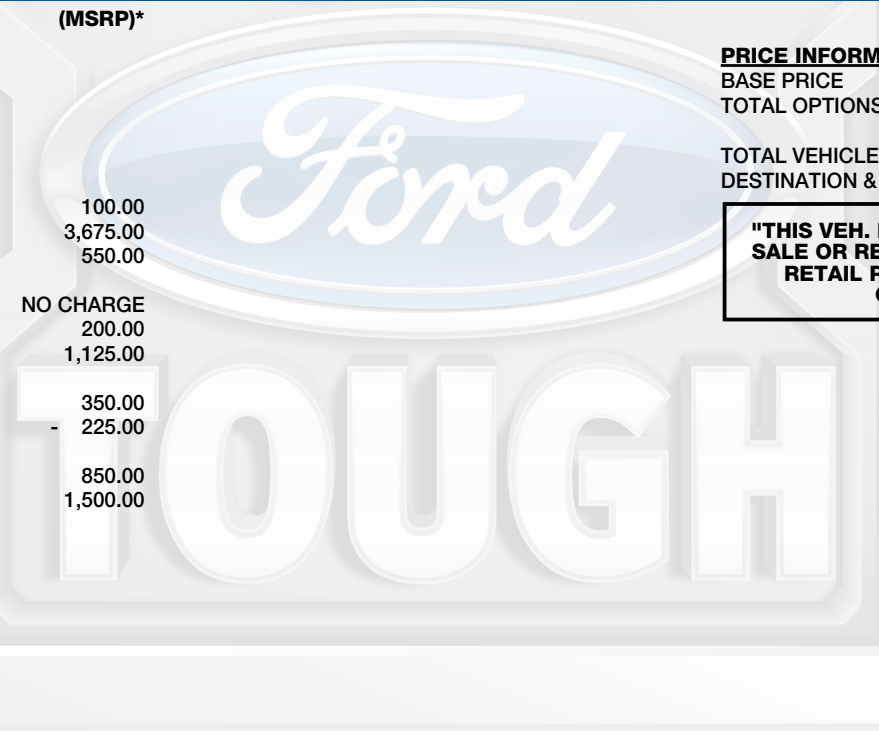 (MSRP)*
100.00
3,675.00
550.00
NO CHARGE
200.00
1,125.00
350.00
- 225.00
850.00
1,500.00
PRICE INFORM
BASE PRICE
TOTAL OPTIONS
TOTAL VEHICLE
DESTINATION &
"THIS VEH.
SALE OR RE
RETAIL P
Ford
TOUGH